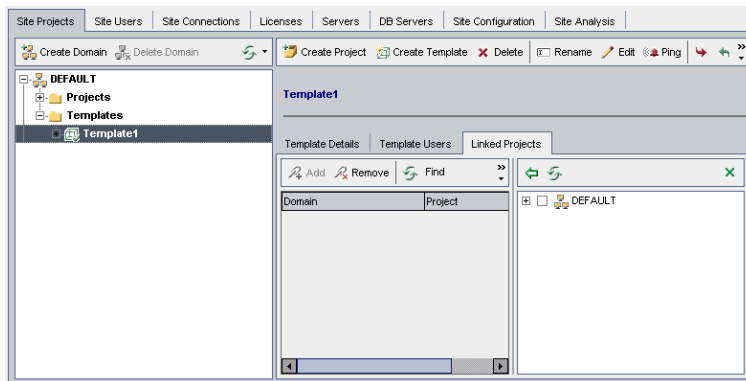 Site Projects Site Users Site Connections Licenses Servers DB Servers Site Configuration Site Analysis
Create Domain Delete Domain Create Project Create Template Delete Rename Edit Ping
DEFAULT
Projects
Templates
Template1
Template1
Template Details Template Users Linked Projects
Add Remove Find
Domain Project
DEFAULT